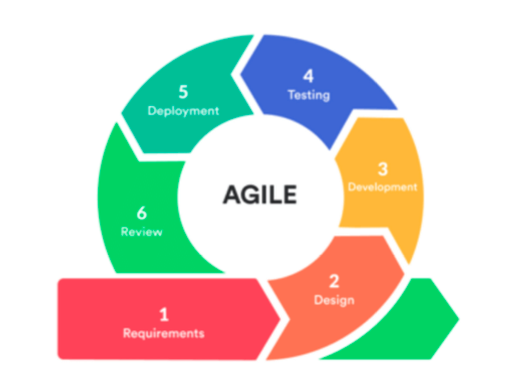 AGILE
1
Requirements
2
Design
3
Development
4
Testing
5
Deployment
6
Review